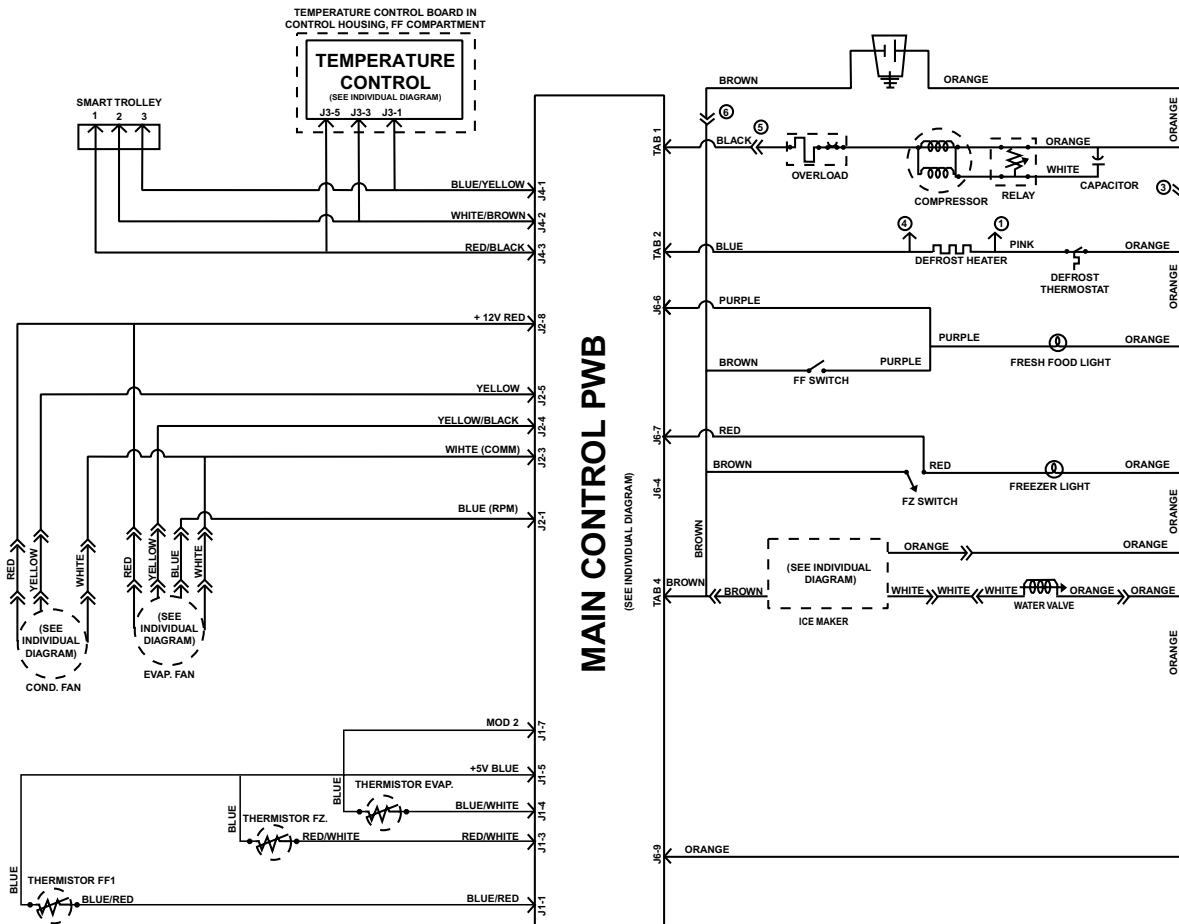 TEMPERATURE CONTROL BOARD IN
CONTROL HOUSING, FF COMPARTMENT
TEMPERATURE
CONTROL
(SEE INDIVIDUAL DIAGRAM)
J3-5 J3-3 J3-1
SMART TROLLEY
1 2 3
BLUE/YELLOW
J4-1
WHITE/BROWN
J4-2
RED/BLACK
J4-3
+ 12V RED
J2-8
YELLOW
J2-5
YELLOW/BLACK
J2-4
WIHTE (COMM)
J2-3
BLUE (RPM)
J2-1
RED
YELLOW
WHITE
RED
YELLOW
BLUE
WHITE
(SEE
INDIVIDUAL
DIAGRAM)
COND. FAN
(SEE
INDIVIDUAL
DIAGRAM)
EVAP. FAN
MOD 2
J1-7
+5V BLUE
J1-5
BLUE
THERMISTOR EVAP.
BLUE/WHITE
J1-4
BLUE
THERMISTOR FZ.
RED/WHITE
RED/WHITE
J1-3
BLUE
THERMISTOR FF1
BLUE/RED
BLUE/RED
J1-1
MAIN CONTROL PWB
(SEE INDIVIDUAL DIAGRAM)
BROWN
ORANGE
6
ORANGE
TAB 1
BLACK
5
OVERLOAD
COMPRESSOR
ORANGE
WHITE
RELAY
CAPACITOR
3
TAB 2
BLUE
4
DEFROST HEATER
1
PINK
ORANGE
DEFROST
THERMOSTAT
ORANGE
J6-6
PURPLE
BROWN
FF SWITCH
PURPLE
PURPLE
FRESH FOOD LIGHT
ORANGE
J6-7
RED
J6-4
BROWN
FZ SWITCH
RED
FREEZER LIGHT
ORANGE
ORANGE
BROWN
TAB 4
BROWN
BROWN
(SEE INDIVIDUAL
DIAGRAM)
ICE MAKER
ORANGE
ORANGE
WHITE
WHITE
WHITE
WATER VALVE
ORANGE
ORANGE
ORANGE
J6-9
ORANGE